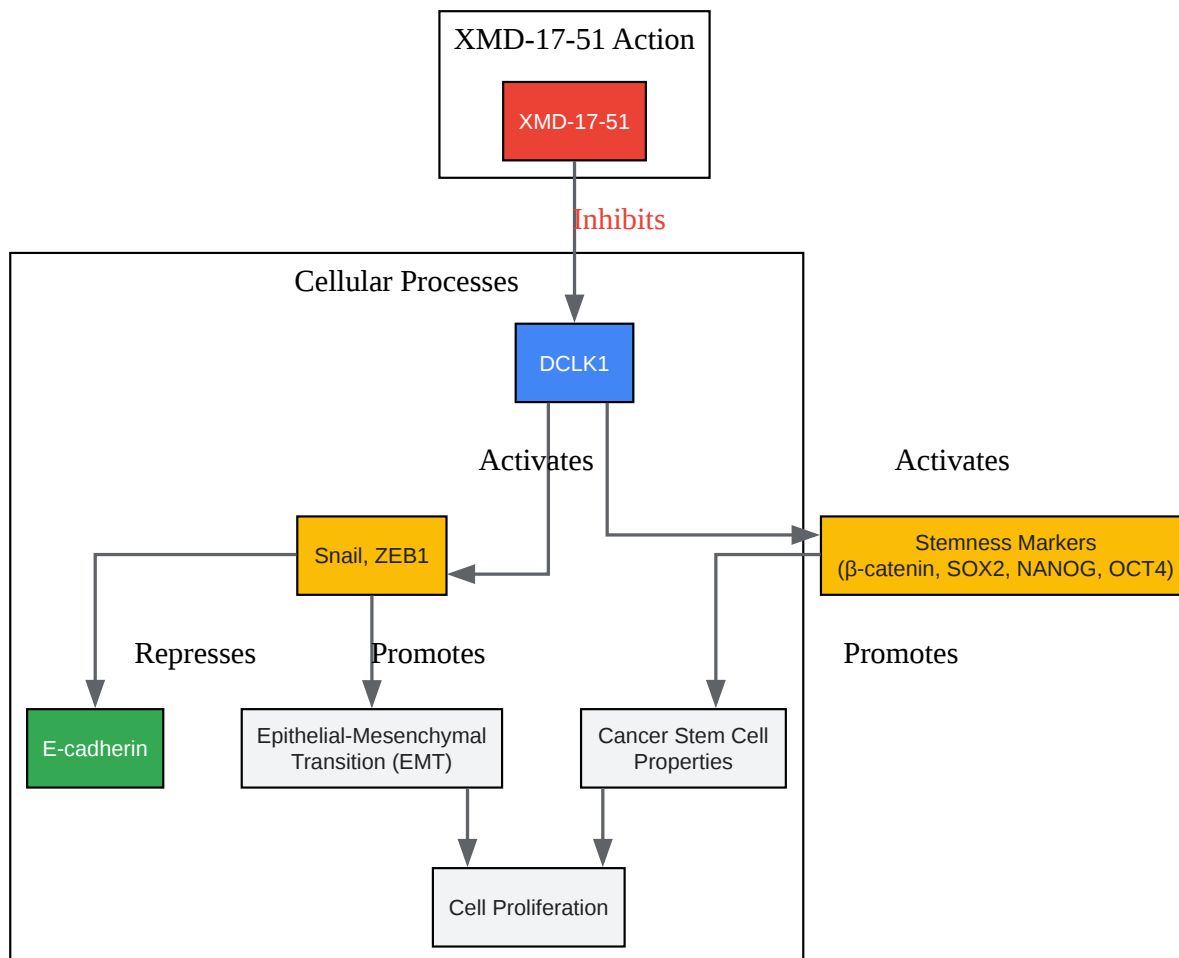 XMD-17-51 Action
XMD-17-51
Inhibits
Cellular Processes
DCLK1
Activates
Activates
Snail, ZEB1
Stemness Markers
(β-catenin, SOX2, NANOG, OCT4)
Represses
Promotes
Promotes
E-cadherin
Epithelial-Mesenchymal
Transition (EMT)
Cancer Stem Cell
Properties
Cell Proliferation